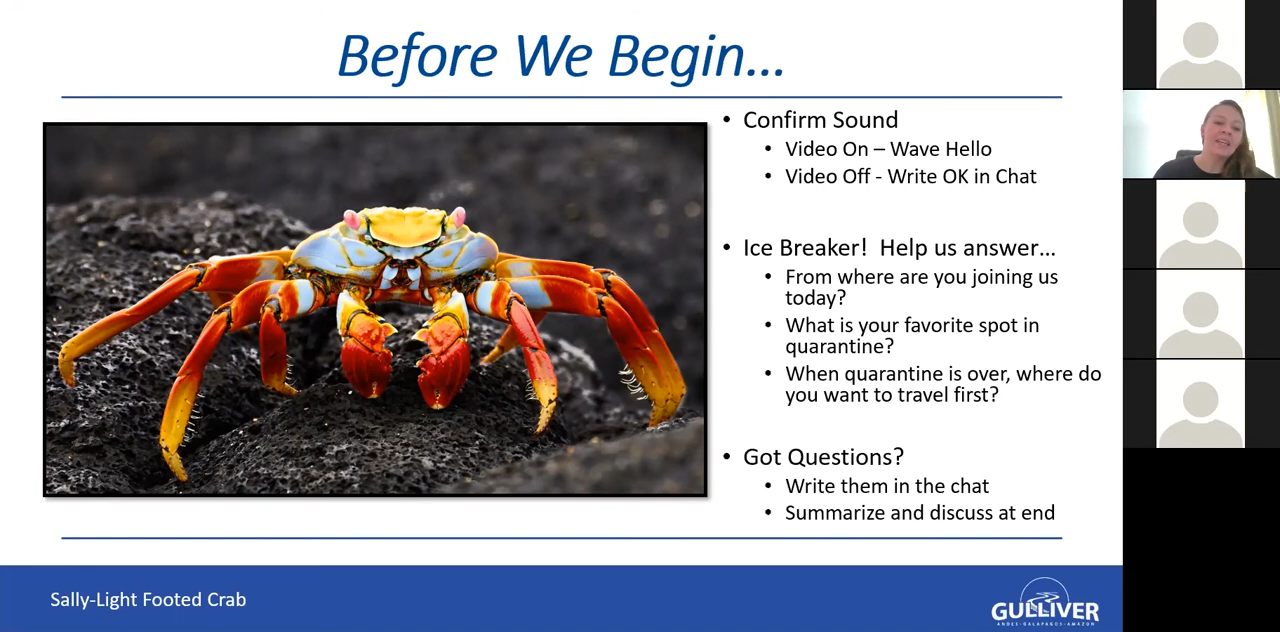 Before We Begin...
• Confirm Sound
• Video On – Wave Hello
• Video Off - Write OK in Chat
• Ice Breaker!  Help us answer...
• From where are you joining us
today?
• What is your favorite spot in
quarantine?
• When quarantine is over, where do
you want to travel first?
• Got Questions?
• Write them in the chat
• Summarize and discuss at end
Sally-Light Footed Crab
GULLIVER
ANDES·GALAPAGOS·AMAZON